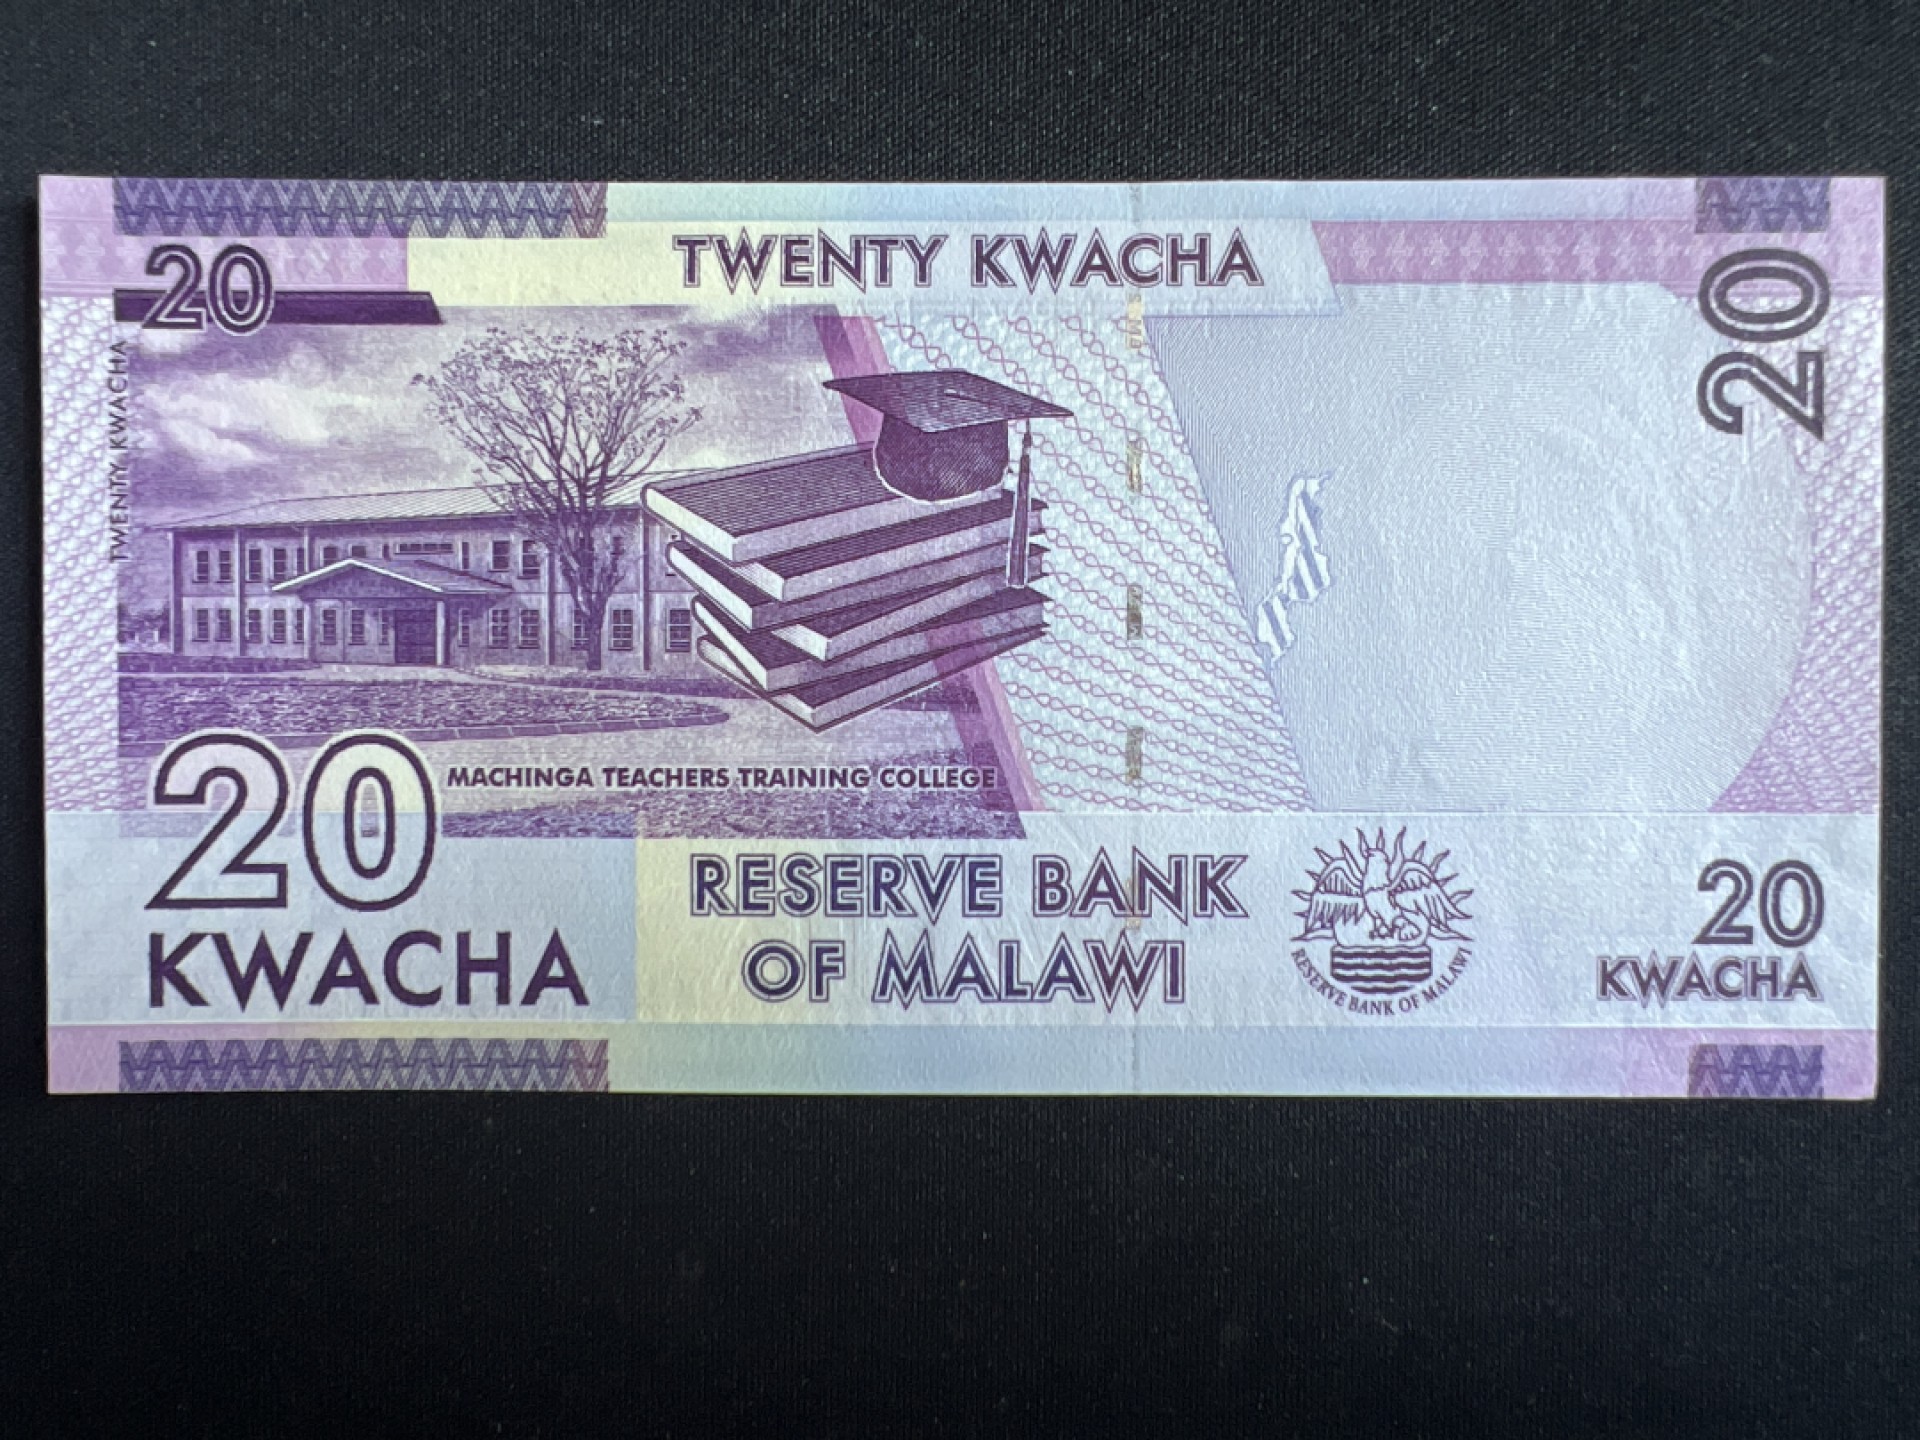 20
TWENTY KWACHA
20
TWENTY KWACHA
20
MACHINGA TEACHERS TRAINING COLLEGE
KWACHA
RESERVE BANK
OF MALAWI
RESERVE BANK OF MALAWI
20
KWACHA